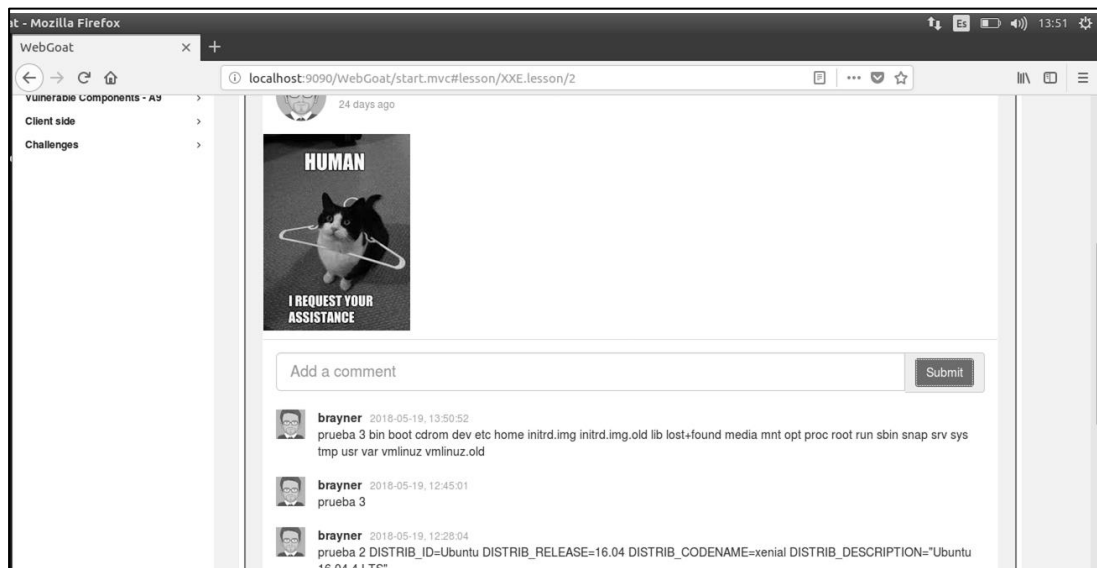 at - Mozilla Firefox
Es
13:51
WebGoat
localhost:9090/WebGoat/start.mvc#lesson/XXE.lesson/2
Vulnerable Components - A9
Client side
Challenges
24 days ago
HUMAN
I REQUEST YOUR
ASSISTANCE
Add a comment
Submit
brayner 2018-05-19, 13:50:52
prueba 3 bin boot cdrom dev etc home initrd.img initrd.img.old lib lost+found media mnt opt proc root run sbin snap srv sys
tmp usr var vmlinuz vmlinuz.old
brayner 2018-05-19, 12:45:01
prueba 3
brayner 2018-05-19, 12:28:04
prueba 2 DISTRIB_ID=Ubuntu DISTRIB_RELEASE=16.04 DISTRIB_CODENAME=xenial DISTRIB_DESCRIPTION="Ubuntu
16.04.4 LTS"